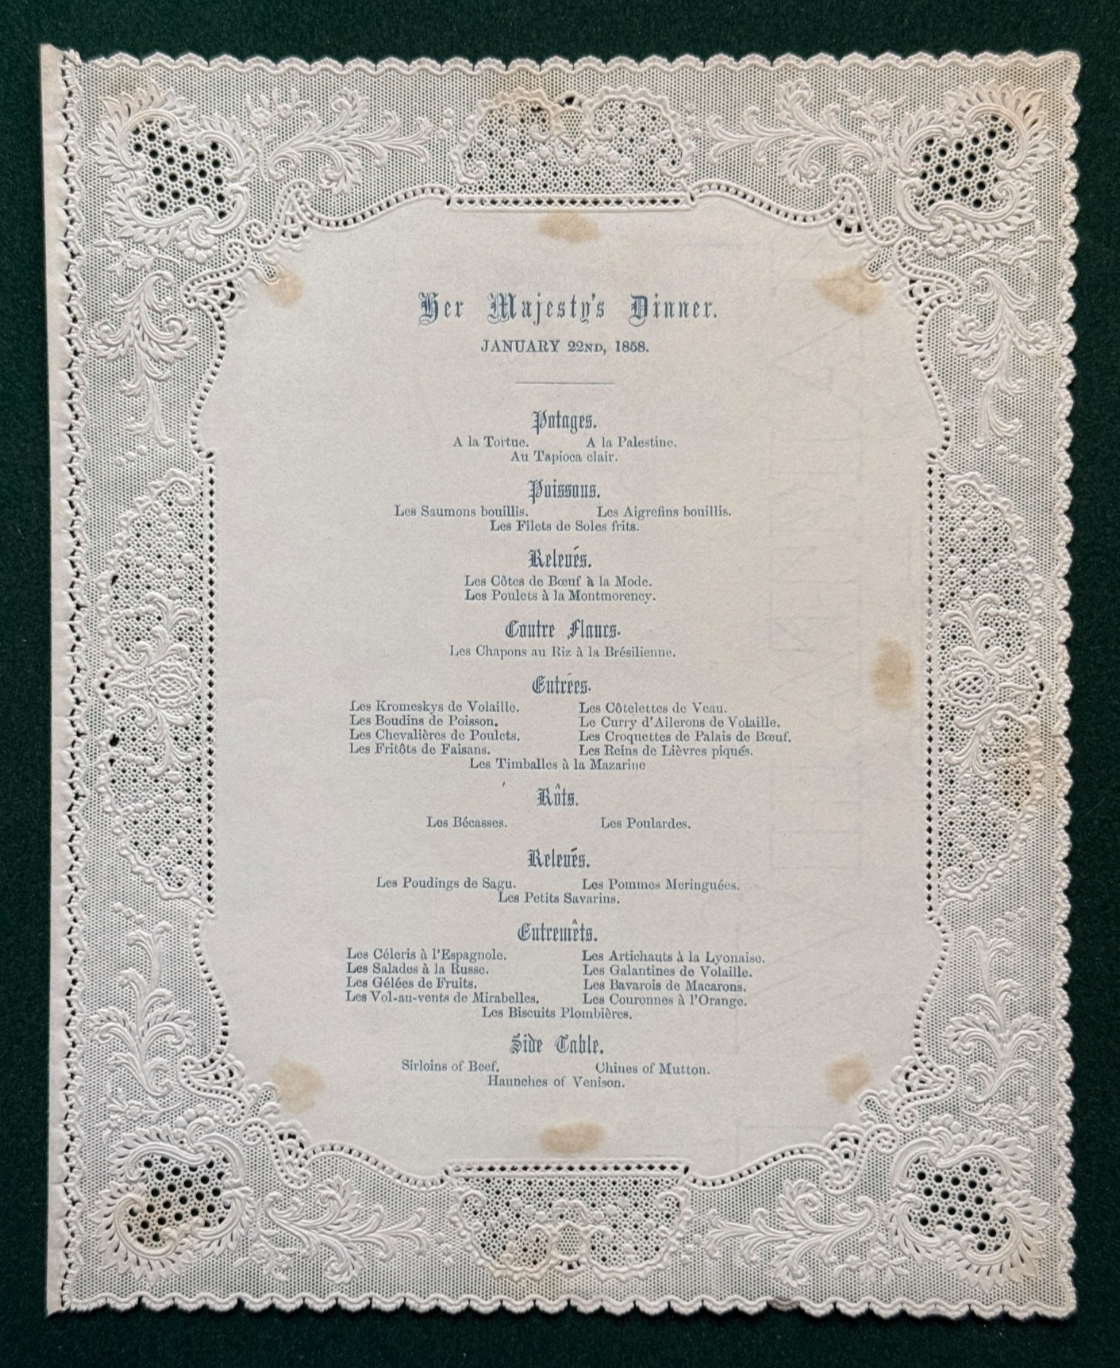 Her Majesty's Dinner.
JANUARY 22ND, 1858.
Potages.
A la Tortue. A la Palestine.
Au Tapioca clair.
Poissons.
Les Saumons bouillis. Les Aigrefins bouillis.
Les Filets de Soles frits.
Relevés.
Les Côtes de Bœuf à la Mode.
Les Poulets à la Montmorency.
Contre Flancs.
Les Chapons au Riz à la Brésilienne.
Entrées.
Les Kromeskys de Volaille. Les Côtelettes de Veau.
Les Boudins de Poisson. Le Curry d'Ailerons de Volaille.
Les Chevalières de Poulets. Les Croquettes de Palais de Bœuf.
Les Fritôts de Faisans. Les Reins de Lièvres piqués.
Les Timballes à la Mazarine
Rôts.
Les Bécasses. Les Poulardes.
Relevés.
Les Poudings de Sagu. Les Pommes Meringuées.
Les Petits Savarins.
Entremêts.
Les Céleris à l'Espagnole. Les Artichauts à la Lyonaise.
Les Salades à la Russe. Les Galantines de Volaille.
Les Gélées de Fruits. Les Bavarois de Macarons.
Les Vol-au-vents de Mirabelles. Les Couronnes à l'Orange.
Les Biscuits Plombières.
Side Table.
Sirloins of Beef. Chines of Mutton.
Haunches of Venison.